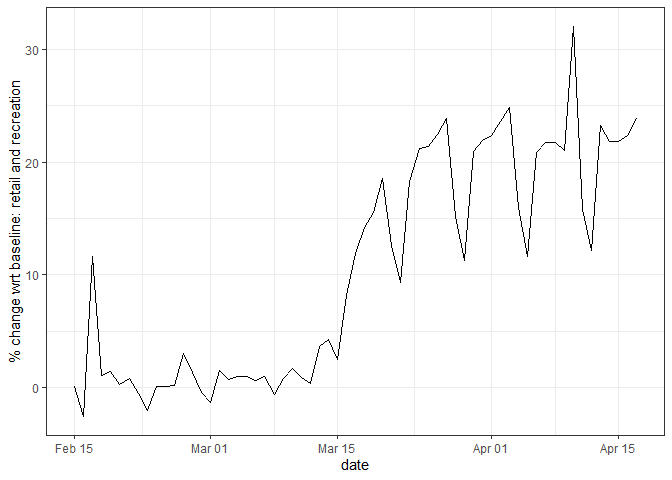 % change wrt baseline: retail and recreation
30
20
10
0
Feb 15
Mar 01
Mar 15
Apr 01
Apr 15
date